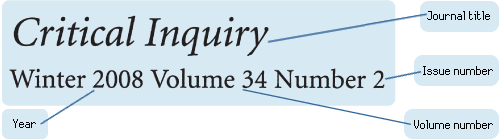 Critical Inquiry
Journal title
Winter 2008 Volume 34 Number 2
Issue number
Year
Volume number